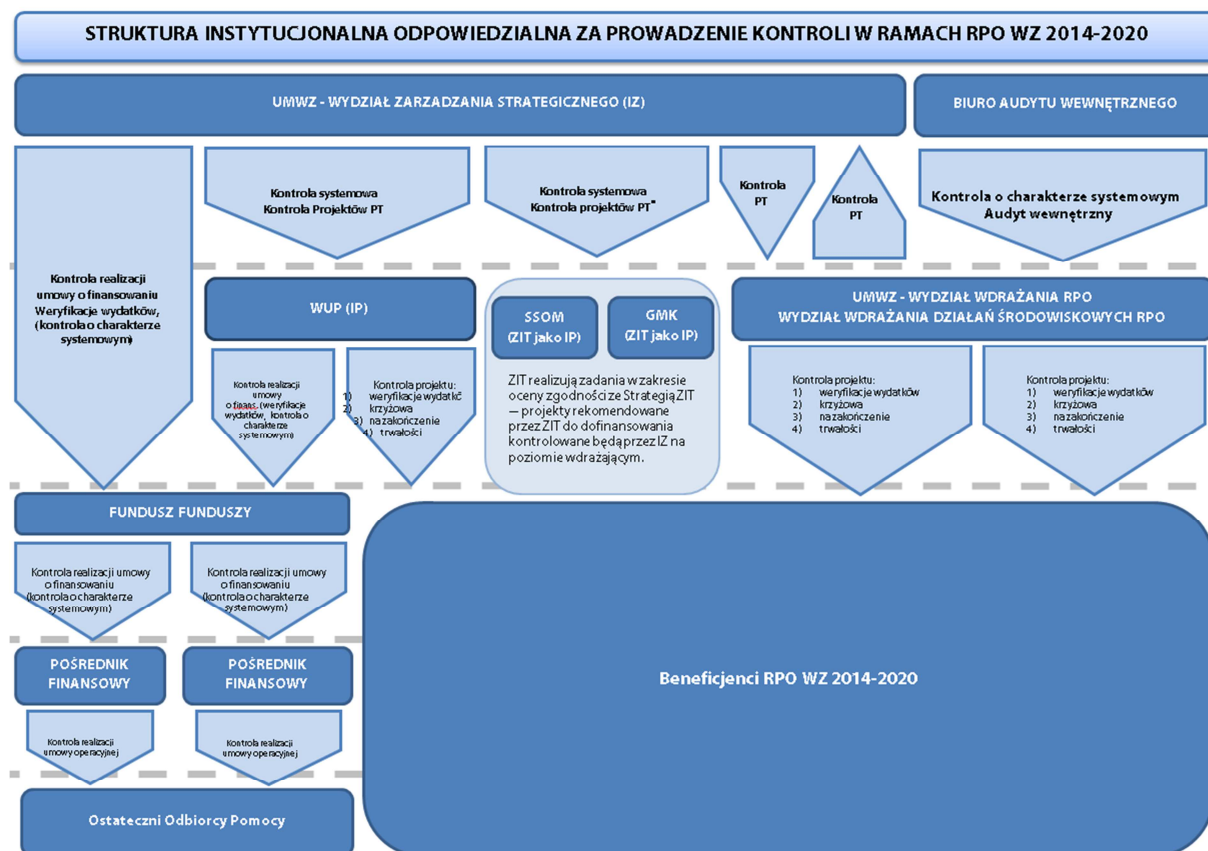 STRUKTURA INSTYTUCJONALNA ODPOWIEDZIALNA ZA PROWADZENIE KONTROLI W RAMACH RPO WZ 2014-2020
UMWZ - WYDZIAŁ ZARZADZANIA STRATEGICZNEGO (IZ)
BIURO AUDYTU WEWNĘTRZNEGO
Kontrola realizacji
umowy o finansowaniu
Weryfikacje wydatków,
(kontrola o charakterze
systemowym)
Kontrola systemowa
Kontrola Projektów PT
Kontrola systemowa
Kontrola projektów PT*
Kontrola
PT
Kontrola
PT
Kontrola o charakterze systemowym
Audyt wewnętrzny
WUP (IP)
SSOM
(ZIT jako IP)
GMK
(ZIT jako IP)
UMWZ - WYDZIAŁ WDRAŻANIA RPO
WYDZIAŁ WDRAŻANIA DZIAŁAŃ ŚRODOWISKOWYCH RPO
Kontrola realizacji
umowy
o finans. (weryfikacje
wydatków, kontrola o
charakterze
systemowym)
Kontrola projektu:
1) weryfikacje wydatkć
2) krzyżowa
3) na zakończenie
4) trwałości
ZIT realizują zadania w zakresie
oceny zgodności ze Strategią ZIT
– projekty rekomendowane
przez ZIT do dofinansowania
kontrolowane będą przez IZ na
poziomie wdrażającym.
Kontrola projektu:
1) weryfikacje wydatków
2) krzyżowa
3) na zakończenie
4) trwałości
Kontrola projektu:
1) weryfikacje wydatków
2) krzyżowa
3) na zakończenie
4) trwałości
FUNDUSZ FUNDUSZY
Kontrola realizacji umowy
o finansowaniu
(kontrola o charakterze
systemowym)
Kontrola realizacji umowy
o finansowaniu
(kontrola o charakterze
systemowym)
POŚREDNIK
FINANSOWY
POŚREDNIK
FINANSOWY
Kontrola realizacji
umowy operacyjnej
Kontrola realizacji
umowy operacyjnej
Ostateczni Odbiorcy Pomocy
Beneficjenci RPO WZ 2014-2020